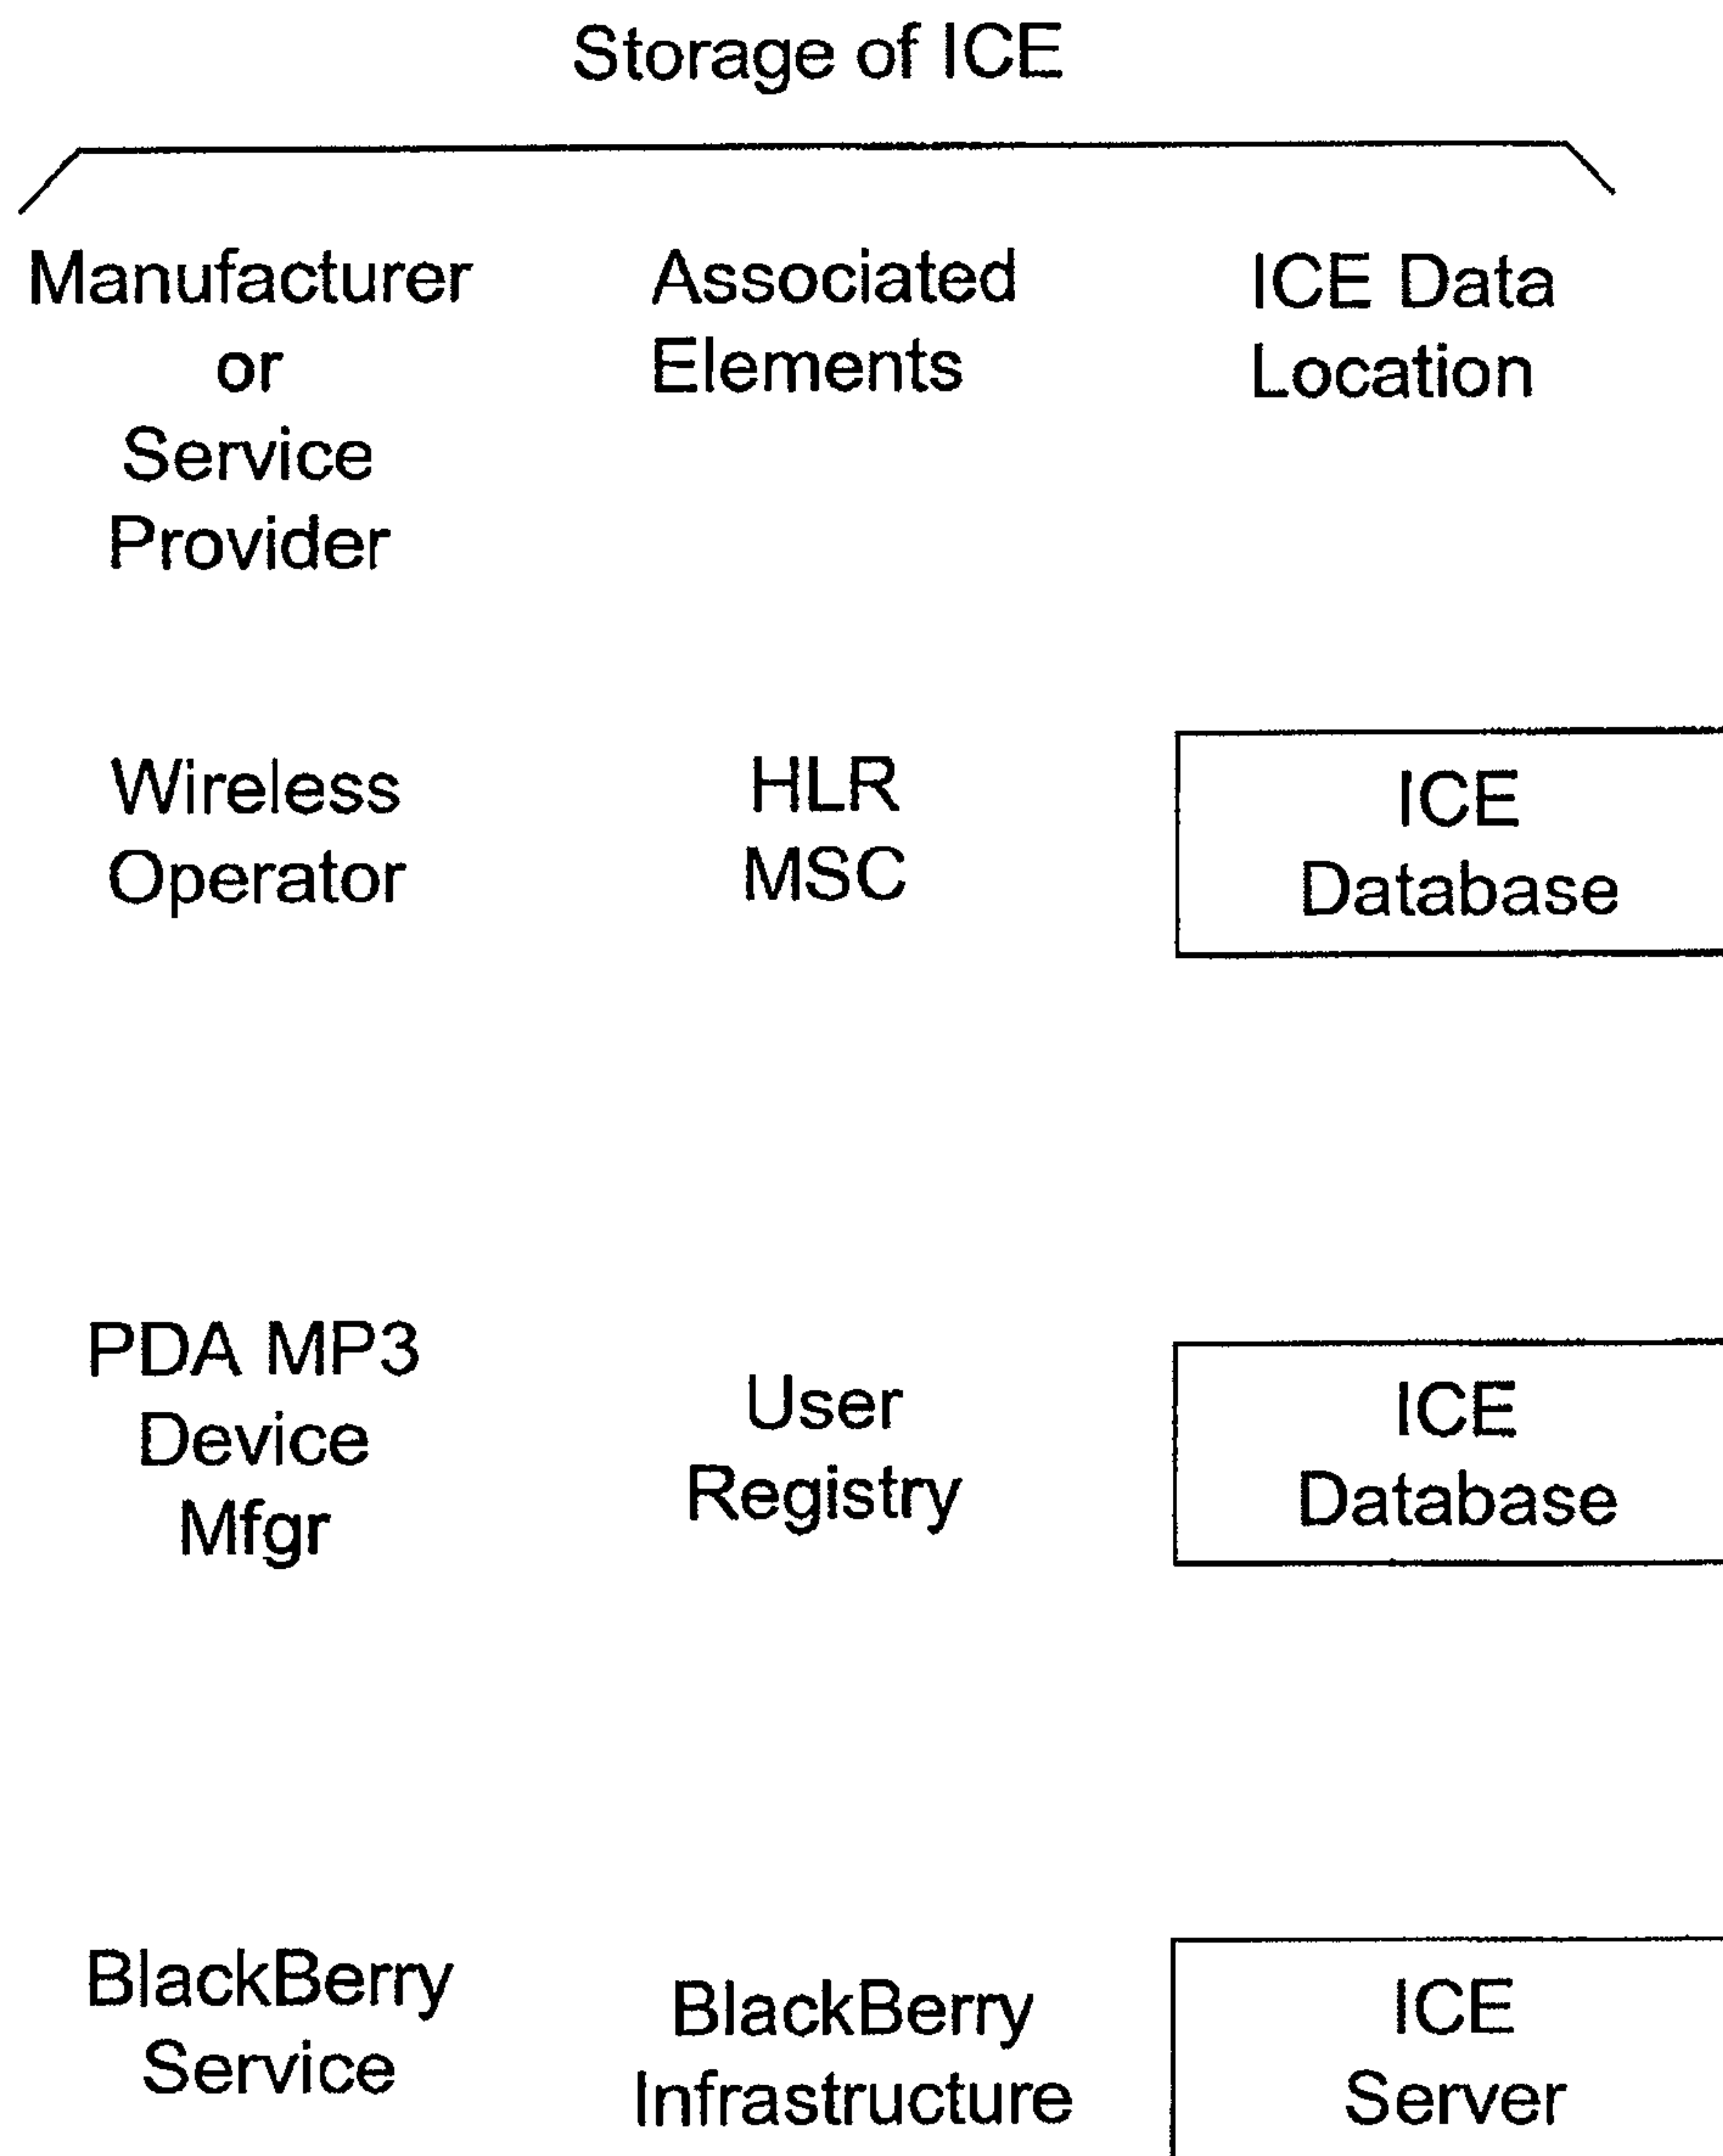 Storage of ICE
Manufacturer
or
Service
Provider
Associated
Elements
ICE Data
Location
Wireless
Operator
HLR
MSC
ICE
Database
PDA MP3
Device
Mfgr
User
Registry
ICE
Database
BlackBerry
Service
BlackBerry
Infrastructure
ICE
Server